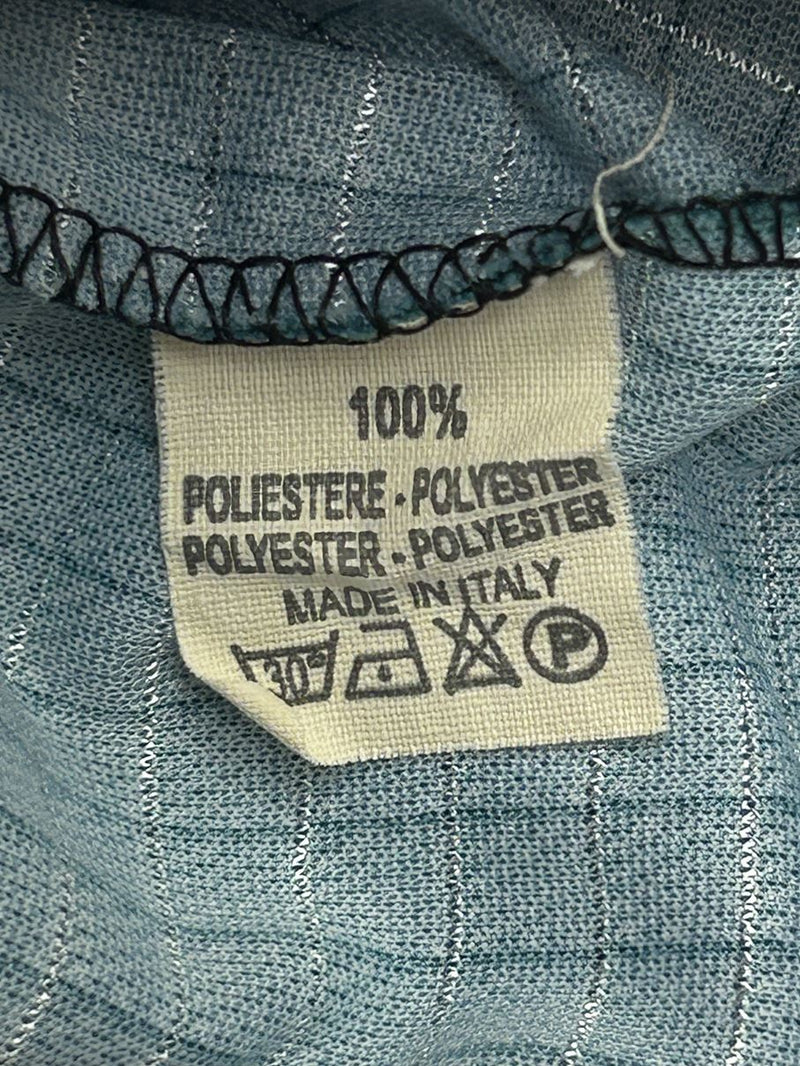 100%
POLIESTERE · POLYESTER
POLYESTER · POLYESTER
MADE IN ITALY
30° P